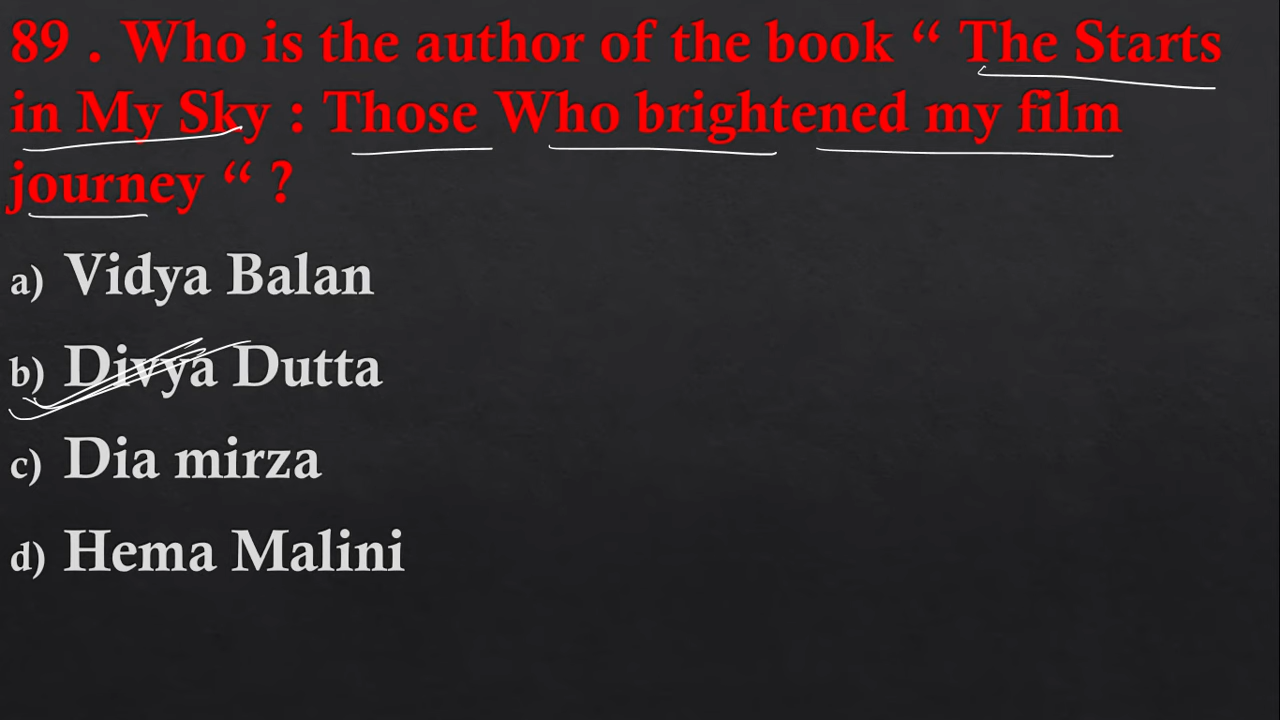 89 . Who is the author of the book “ The Starts
in My Sky : Those Who brightened my film
journey “ ?
a) Vidya Balan
b) Divya Dutta
c) Dia mirza
d) Hema Malini